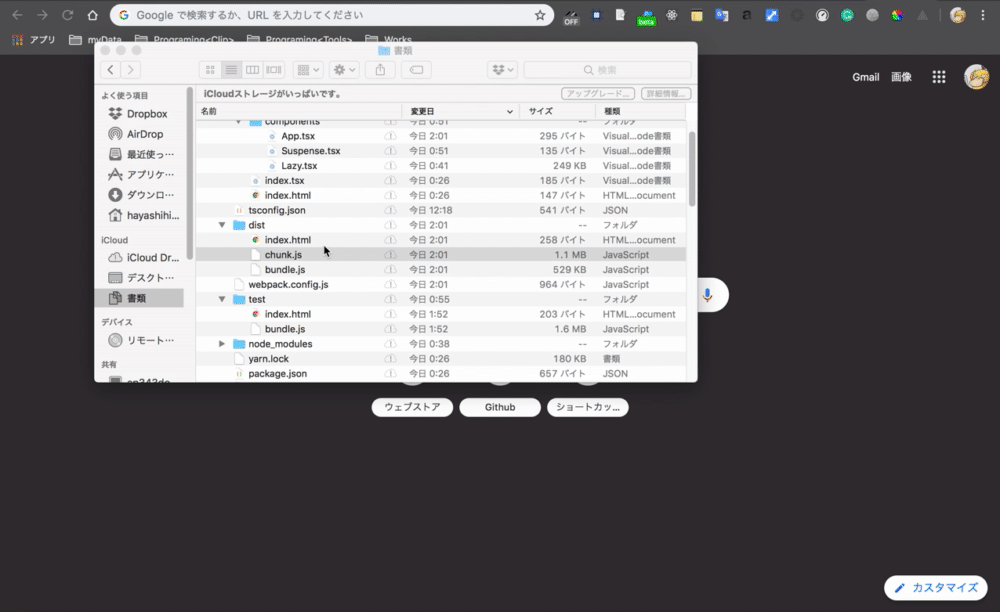 Google で検索するか、URL を入力してください
OFF
beta
アプリ
myData
Programing<Clip>
Programing<Tools>
Works
書類
検索
Gmail
画像
iCloudストレージがいっぱいです。
アップグレード...
詳細情報...
よく使う項目
Dropbox
AirDrop
最近使っ…
アプリケ…
ダウンロ…
hayashihi...
iCloud
iCloud Dr...
デスクト…
書類
デバイス
リモート…
共有
名前 変更日 サイズ 種類
components 今日 0:51 -- フォルダ
App.tsx 今日 2:01 295 バイト Visual...ode書類
Suspense.tsx 今日 0:51 135 バイト Visual...ode書類
Lazy.tsx 今日 0:41 249 KB Visual...ode書類
index.tsx 今日 0:26 185 バイト Visual...ode書類
index.html 今日 0:26 147 バイト HTML...ocument
tsconfig.json 今日 12:18 541 バイト JSON
dist 今日 2:01 -- フォルダ
index.html 今日 2:01 258 バイト HTML...ocument
chunk.js 今日 2:01 1.1 MB JavaScript
bundle.js 今日 2:01 529 KB JavaScript
webpack.config.js 今日 2:01 964 バイト JavaScript
test 今日 0:55 -- フォルダ
index.html 今日 1:52 203 バイト HTML...ocument
bundle.js 今日 1:52 1.6 MB JavaScript
node_modules 今日 0:38 -- フォルダ
yarn.lock 今日 0:26 180 KB 書類
package.json 今日 0:26 657 バイト JSON
ウェブストア
Github
ショートカッ...
カスタマイズ